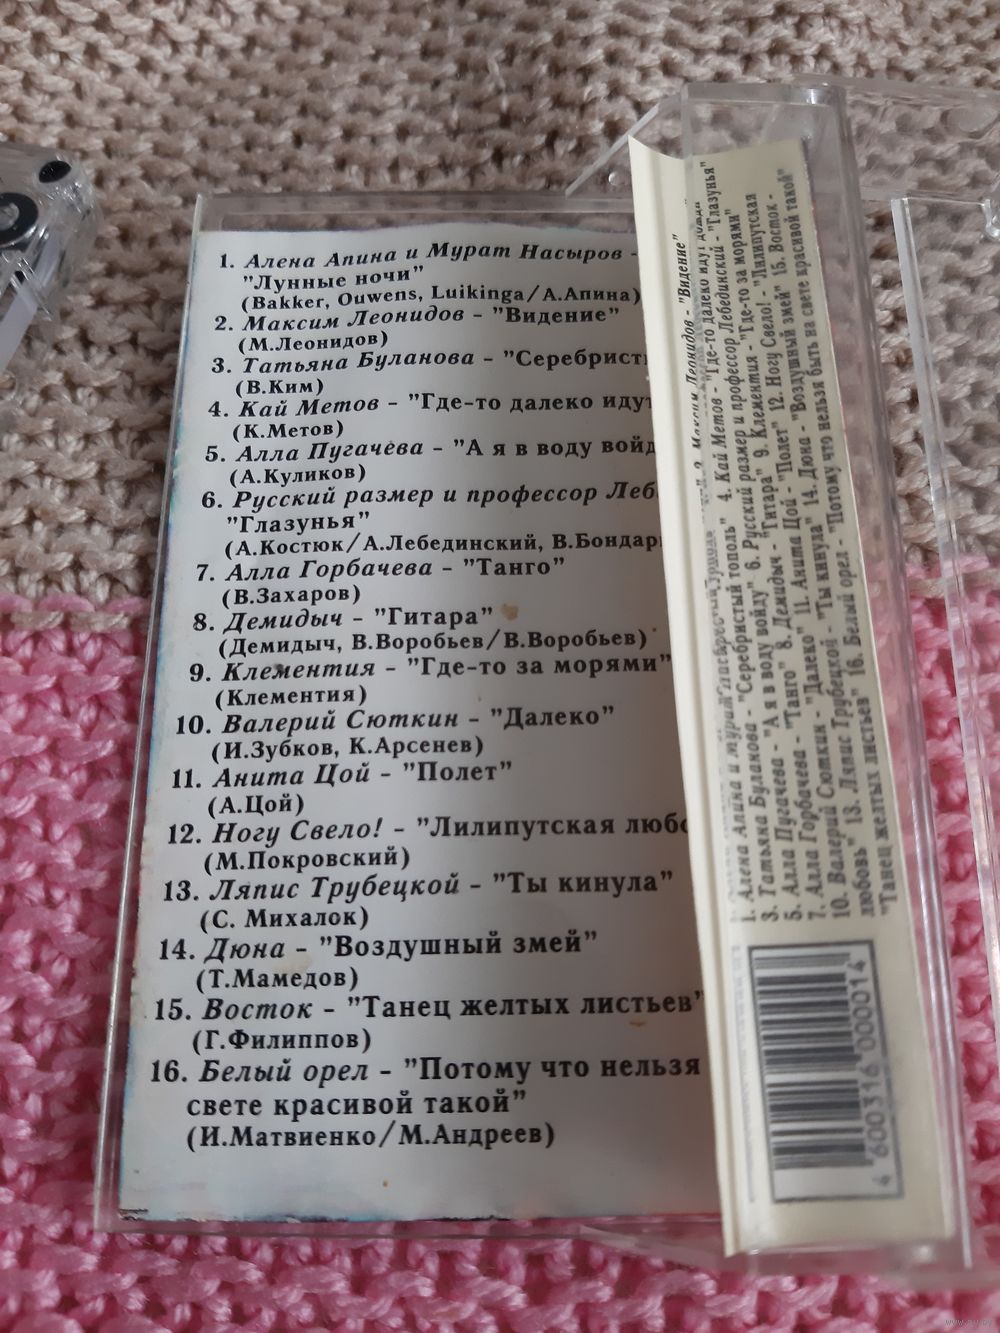 1. Алена Апина и Мурат Насыров -
"Лунные ночи"
(Bakker, Ouwens, Luikinga/А.Апина)
2. Максим Леонидов - "Видение"
(М.Леонидов)
3. Татьяна Буланова -
(В.Ким)
4. Кай Метов - "Где-то далеко
(К.Метов)
5. Алла Пугачёва - "А я в воду
(А.Куликов)
6. Русский размер и профессор
"Глазунья"
(А.Костюк/А.Лебединский,
7. Алла Горбачева - "Танго"
(В.Захаров)
8. Демидыч - "Гитара"
(Демидыч, В.Воробьев/В.Воробьев)
9. Клементия - "Где-то за морями"
(Клементия)
10. Валерий Сюткин - "Далеко"
(И.Зубков, К.Арсенев)
11. Анита Цой - "Полет"
(А.Цой)
12. Ногу Свело! - "Лилипутская
(М.Покровский)
13. Ляпис Трубецкой - "Ты кинула"
(С. Михалок)
14. Дюна - "Воздушный змей"
(Т.Мамедов)
15. Восток - "Танец желтых листьев"
(Г.Филиппов)
16. Белый орел - "Потому что нельзя
свете красивой такой"
(И.Матвиенко/М.Андреев)
1. Алена Апина и Максим Леонидов - "Видение"
3. Татьяна Буланова - "Серебристый тополь" 4. Кай Метов - "Где-то далеко идут дожди"
5. Алла Пугачева - "А я в воду войду" 6. Русский размер и профессор Лебединский - "Глазунья"
7. Алла Горбачева - "Танго" 8. Демидыч - "Гитара" 9. Клементия - "Где-то за морями"
10. Валерий Сюткин - "Далеко" 11. Анита Цой - "Полет" 12. Ногу Свело! - "Лилипутская
любовь" 13. Ляпис Трубецкой - "Ты кинула" 14. Дюна - "Воздушный змей" 15. Восток -
"Танец желтых листьев" 16. Белый орел - "Потому что нельзя быть на свете красивой такой"
4 600316 000014